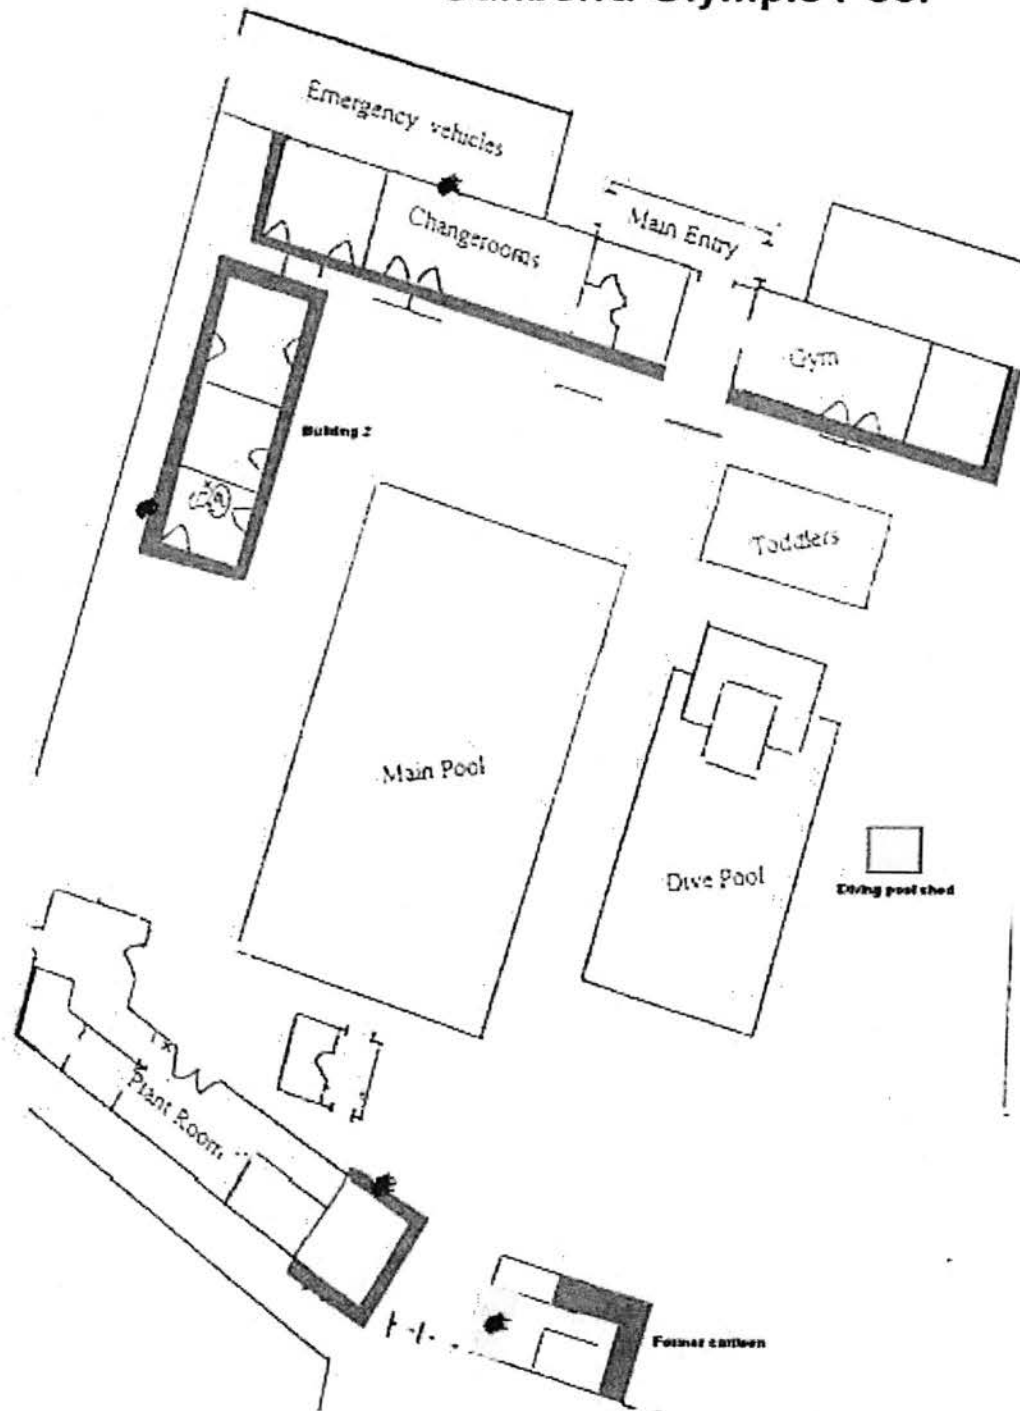 Olympic Pool
Emergency vehicles
Changerooms
Main Entry
Gym
Building 2
Toddlers
Main Pool
Dive Pool
Diving pool shed
Plant Room
Former canteen